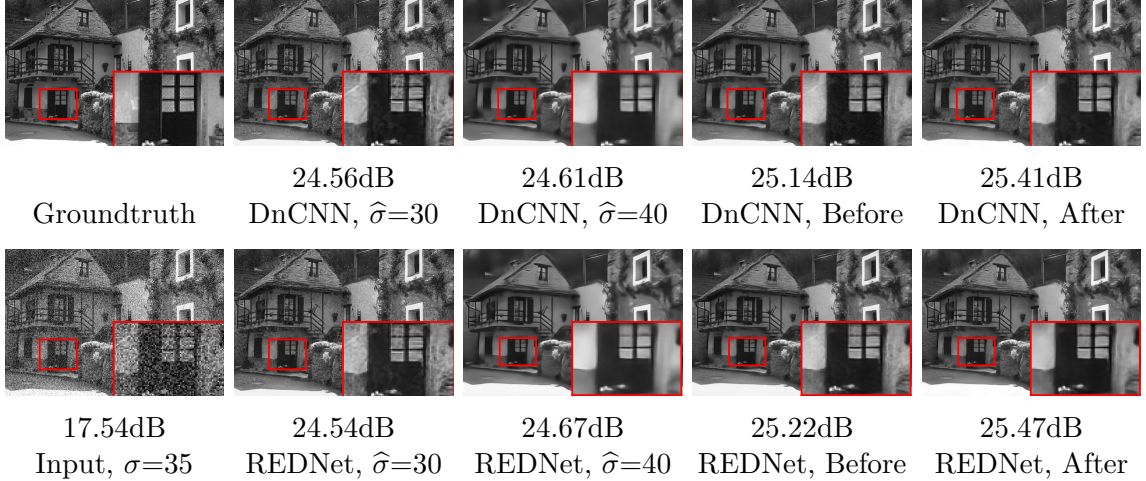 24.56dB 24.61dB 25.14dB 25.41dB
Groundtruth DnCNN, σ̂=30 DnCNN, σ̂=40 DnCNN, Before DnCNN, After
17.54dB 24.54dB 24.67dB 25.22dB 25.47dB
Input, σ=35 REDNet, σ̂=30 REDNet, σ̂=40 REDNet, Before REDNet, After